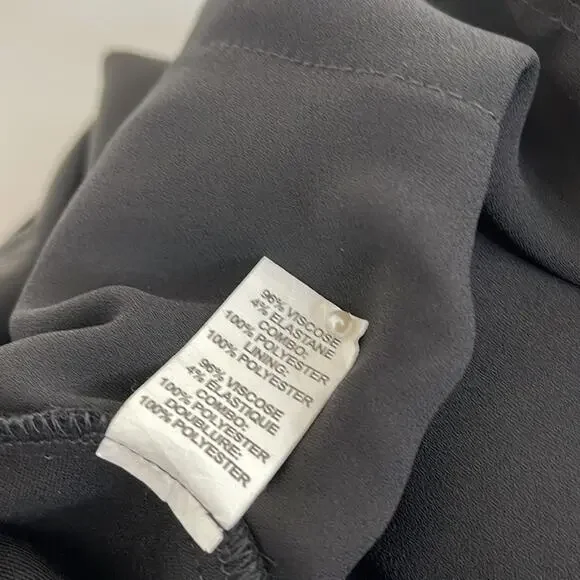 96% VISCOSE
4% ELASTANE
COMBO:
100% POLYESTER
LINING:
100% POLYESTER
96% VISCOSE
4% ÉLASTIQUE
COMBO:
100% POLYESTER
DOUBLURE:
100% POLYESTER